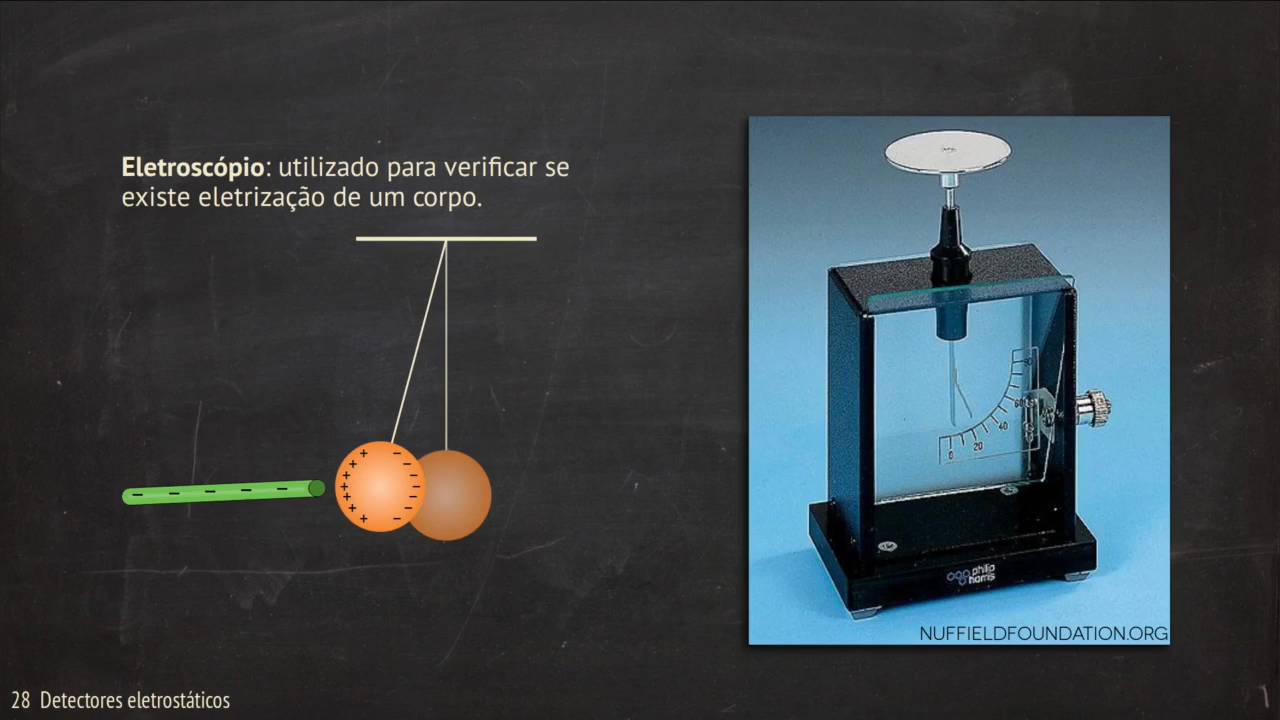 Eletroscópio: utilizado para verificar se
existe eletrização de um corpo.
0
20
40
60
80
philip
harris
NUFFIELDFOUNDATION.ORG
28 Detectores eletrostáticos